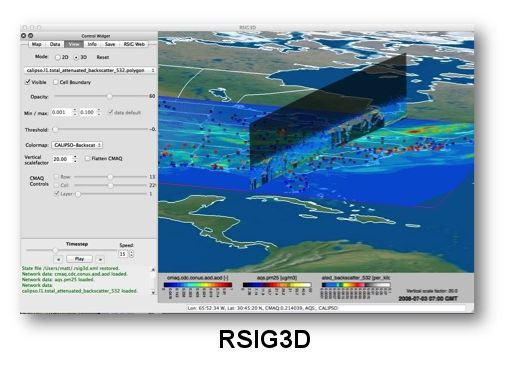 RSIG3D
Control Widget
Map Data View Info Save RSIG Web
Mode: 2D 3D Reset
calipso.l1.total_attenuated_backscatter_532.polygon
Visible Cell Boundary
Opacity: 60
Min / max: 0.001 0.100 data default
Threshold: -0.
Colormap: CALIPSO-Backscat
Vertical scalefactor 20.00 Flatten CMAQ
CMAQ Controls
Row: 13
Col: 22
Layer: 1
Timestep Speed:
« Play » 15
State file /Users/matt/.rsig3d.xml restored.
Network data: cmaq.cdc.conus.aod.aod loaded.
Network data: aqs.pm25 loaded.
Network data
calipso.l1.total_attenuated_backscatter_532 loaded.
cmaq.cdc.conus.aod.aod [-]
aqs.pm25 [ug/m3]
ated_backscatter_532 [per_kilo
Vertical scale factor: 20.0
2008-07-03 07:00 GMT
Lon: 65:52:34 W, Lat: 30:45:20 N, CMAQ:0.214039, AQS:, CALIPSO:
RSIG3D